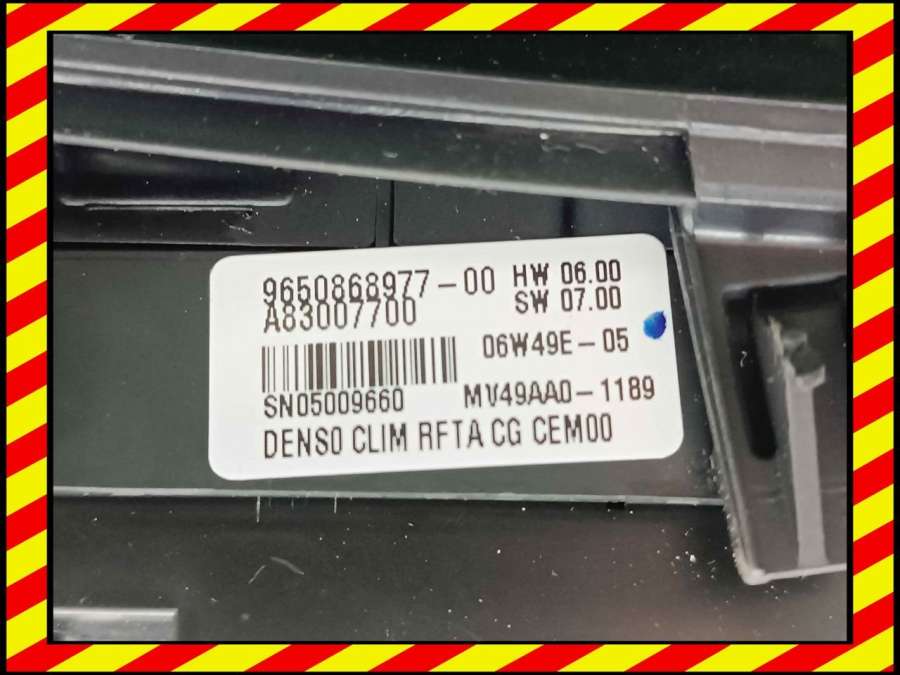 9650868977-00 HW 06.00
A83007700 SW 07.00
06W49E-05
SN05009660 MV49AA0-1189
DENSO CLIM RFTA CG CEM00